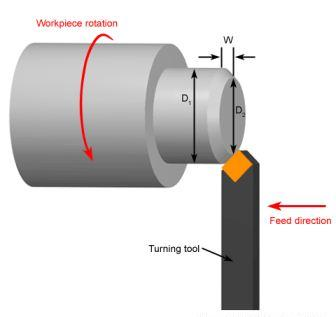 Workpiece rotation
W
D1
D2
Feed direction
Turning tool